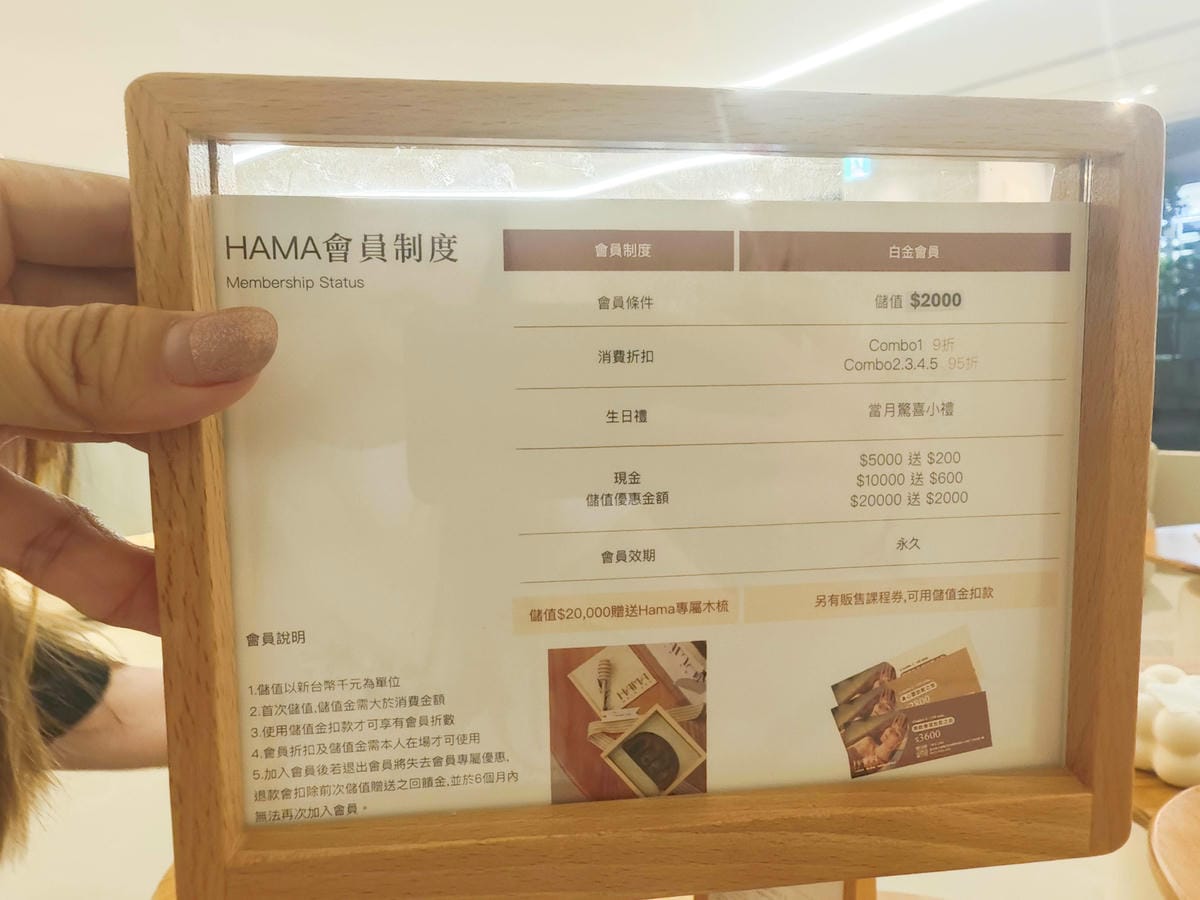 HAMA會員制度
Membership Status
會員制度 白金會員
會員條件 儲值 $2000
消費折扣
Combo1 9折
Combo2.3.4.5 95折
生日禮 當月驚喜小禮
現金
儲值優惠金額
$5000 送 $200
$10000 送 $600
$20000 送 $2000
會員效期 永久
儲值$20,000贈送Hama專屬木梳 另有販售課程券,可用儲值金扣款
會員說明
1.儲值以新台幣千元為單位
2.首次儲值,儲值金需大於消費金額
3.使用儲值金扣款才可享有會員折數
4.會員折扣及儲值金需本人在場才可使用
5.加入會員後若退出會員將失去會員專屬優惠,
退款會扣除前次儲值贈送之回饋金,並於6個月內
無法再次加入會員。
$3600